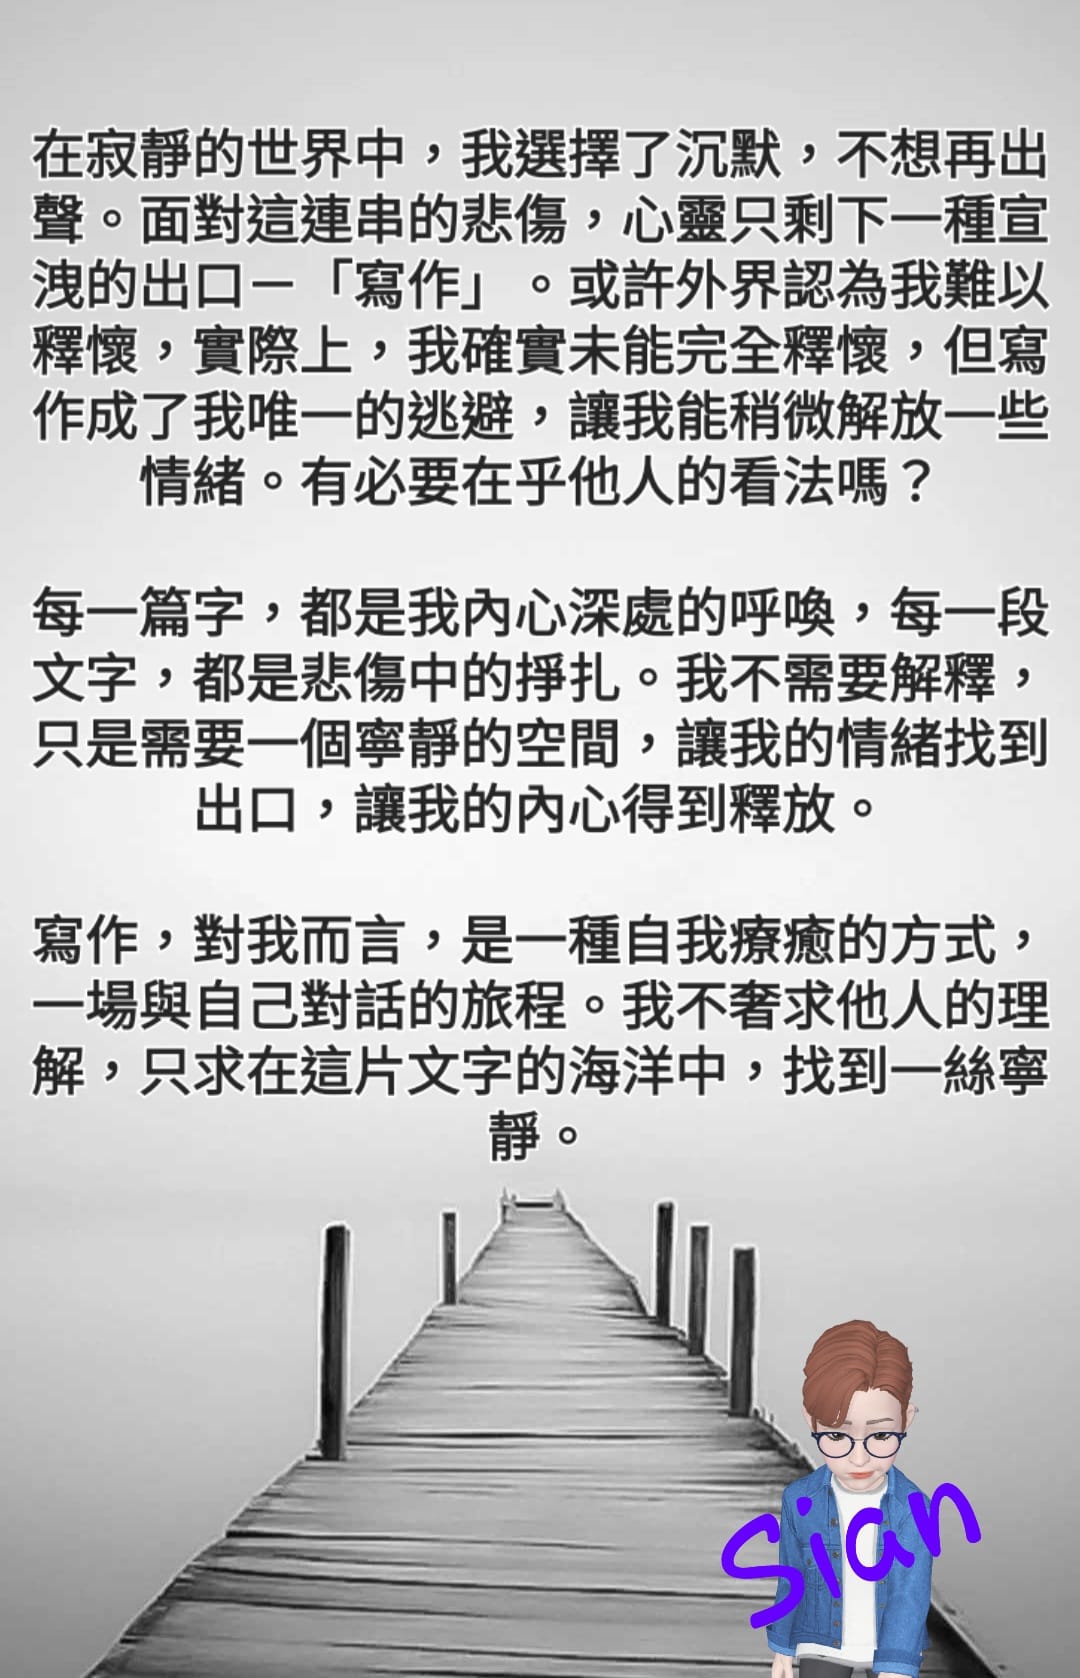 在寂靜的世界中，我選擇了沉默，不想再出
聲。面對這連串的悲傷，心靈只剩下一種宣
洩的出口－「寫作」。或許外界認為我難以
釋懷，實際上，我確實未能完全釋懷，但寫
作成了我唯一的逃避，讓我能稍微解放一些
情緒。有必要在乎他人的看法嗎？
每一篇字，都是我內心深處的呼喚，每一段
文字，都是悲傷中的掙扎。我不需要解釋，
只是需要一個寧靜的空間，讓我的情緒找到
出口，讓我的內心得到釋放。
寫作，對我而言，是一種自我療癒的方式，
一場與自己對話的旅程。我不奢求他人的理
解，只求在這片文字的海洋中，找到一絲寧
靜。
Sian